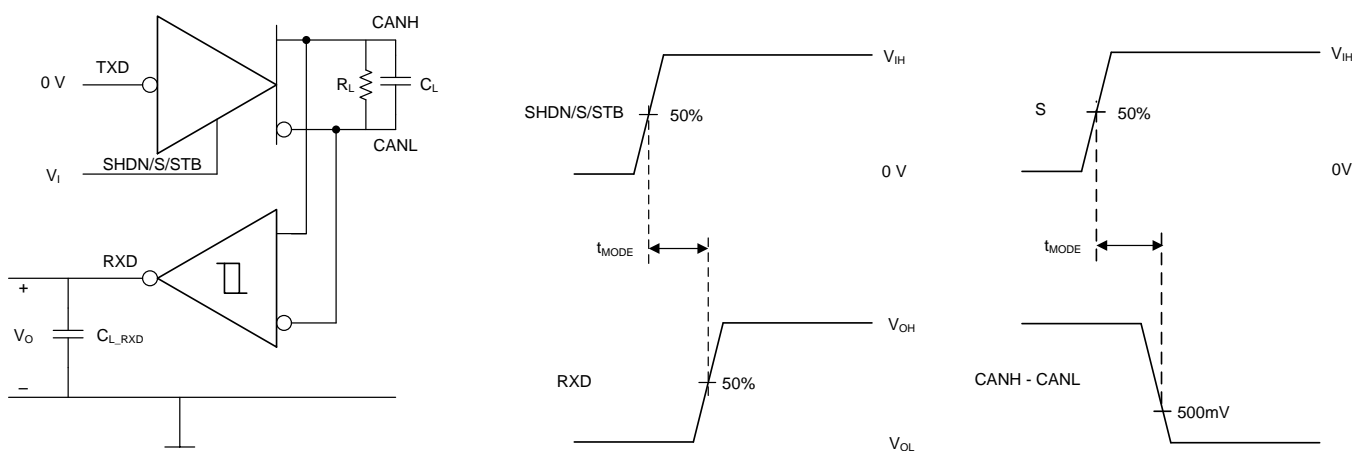 CANH
TXD
0 V
R_L
C_L
CANL
SHDN/S/STB
V_I
RXD
+
V_O
C_L_RXD
–
V_IH
SHDN/S/STB
50%
0 V
t_MODE
V_OH
RXD
50%
V_OL
V_IH
S
50%
0V
t_MODE
CANH - CANL
500mV